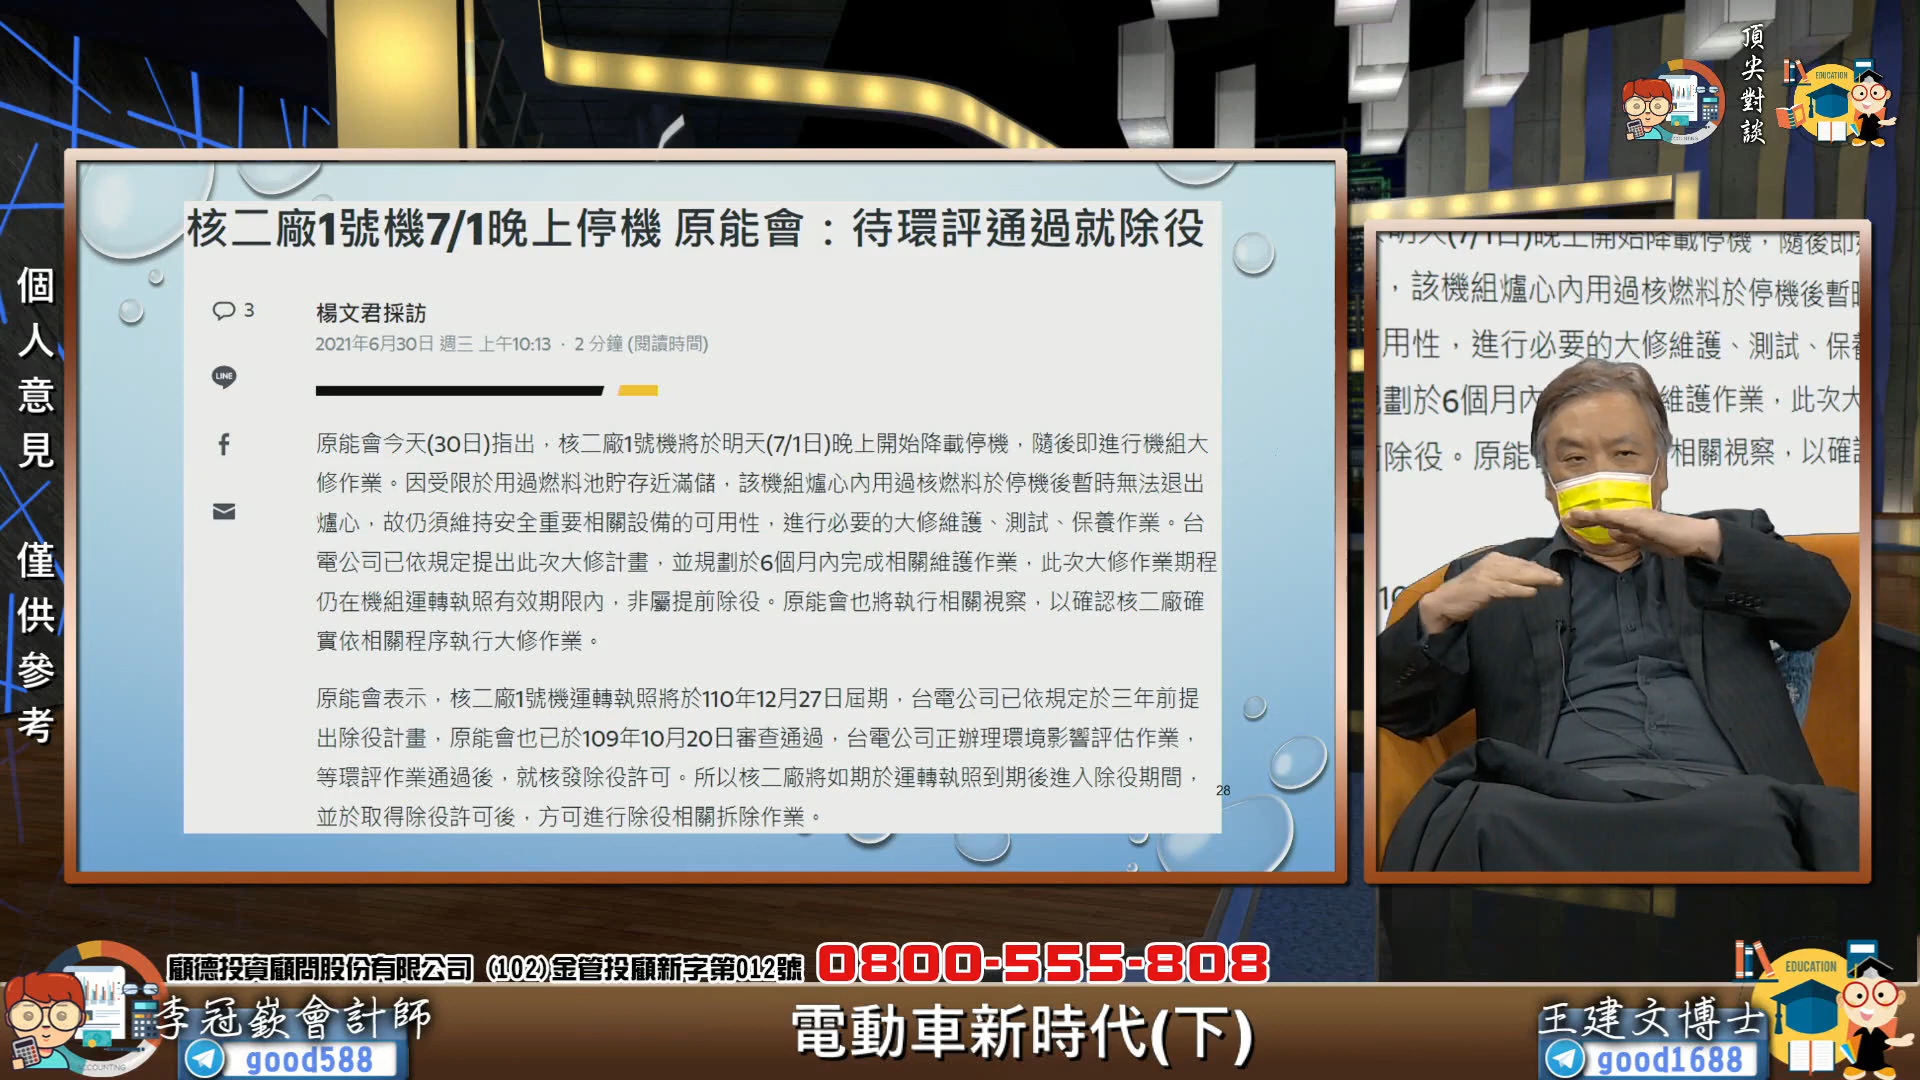 頂尖對談
EDUCATION
個人意見 僅供參考
核二廠1號機7/1晚上停機 原能會：待環評通過就除役
3
楊文君採訪
2021年6月30日 週三 上午10:13 · 2 分鐘 (閱讀時間)
LINE
原能會今天(30日)指出，核二廠1號機將於明天(7/1日)晚上開始降載停機，隨後即進行機組大
修作業。因受限於用過燃料池貯存近滿儲，該機組爐心內用過核燃料於停機後暫時無法退出
爐心，故仍須維持安全重要相關設備的可用性，進行必要的大修維護、測試、保養作業。台
電公司已依規定提出此次大修計畫，並規劃於6個月內完成相關維護作業，此次大修作業期程
仍在機組運轉執照有效期限內，非屬提前除役。原能會也將執行相關視察，以確認核二廠確
實依相關程序執行大修作業。
原能會表示，核二廠1號機運轉執照將於110年12月27日屆期，台電公司已依規定於三年前提
出除役計畫，原能會也已於109年10月20日審查通過，台電公司正辦理環境影響評估作業，
等環評作業通過後，就核發除役許可。所以核二廠將如期於運轉執照到期後進入除役期間，
並於取得除役許可後，方可進行除役相關拆除作業。
28
明天(7/1日)晚上開始降載停機，隨後即
，該機組爐心內用過核燃料於停機後暫
用性，進行必要的大修維護、測試、保
劃於6個月內
維護作業，此次大
除役。原能
相關視察，以確
顧德投資顧問股份有限公司 (102)金管投顧新字第012號 0800-555-808
李冠嶔會計師
good588
ACCOUNTING
電動車新時代(下)
王建文博士
good1688
EDUCATION